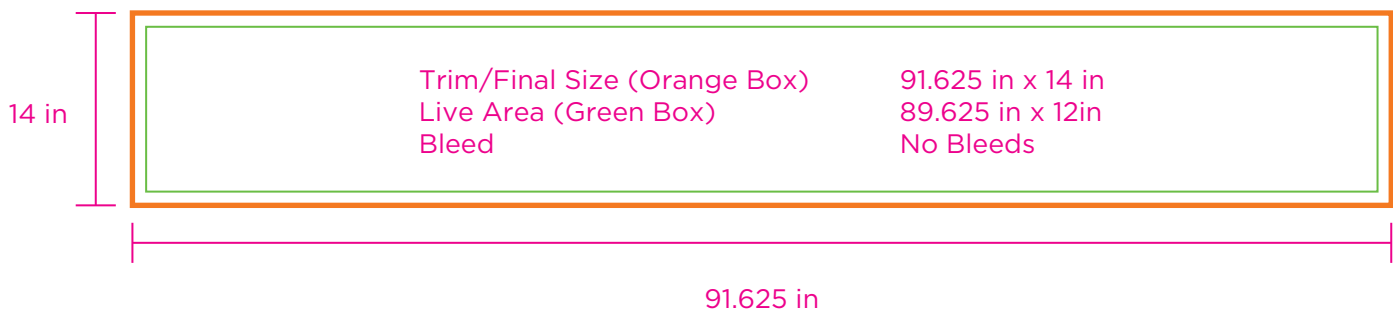 Trim/Final Size (Orange Box) 91.625 in x 14 in
Live Area (Green Box) 89.625 in x 12in
Bleed No Bleeds
14 in
91.625 in